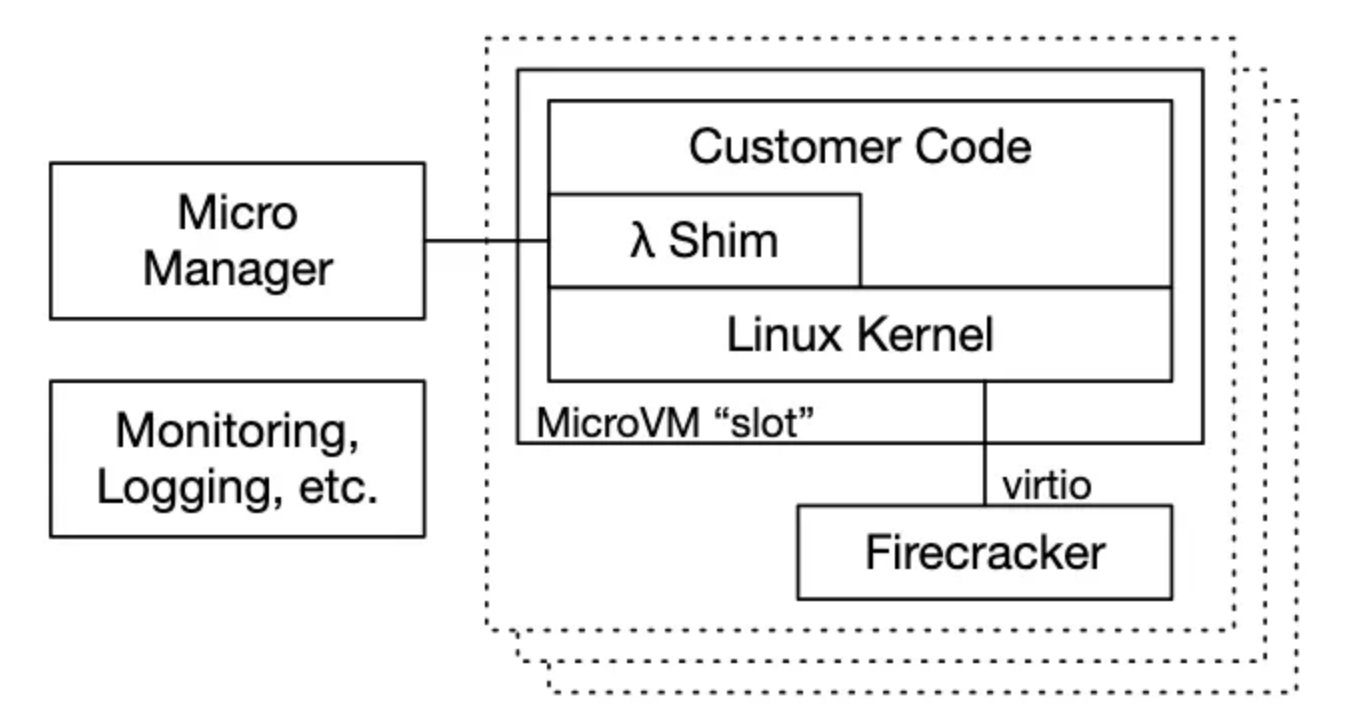 Micro
Manager
Monitoring,
Logging, etc.
Customer Code
λ Shim
Linux Kernel
MicroVM “slot”
virtio
Firecracker